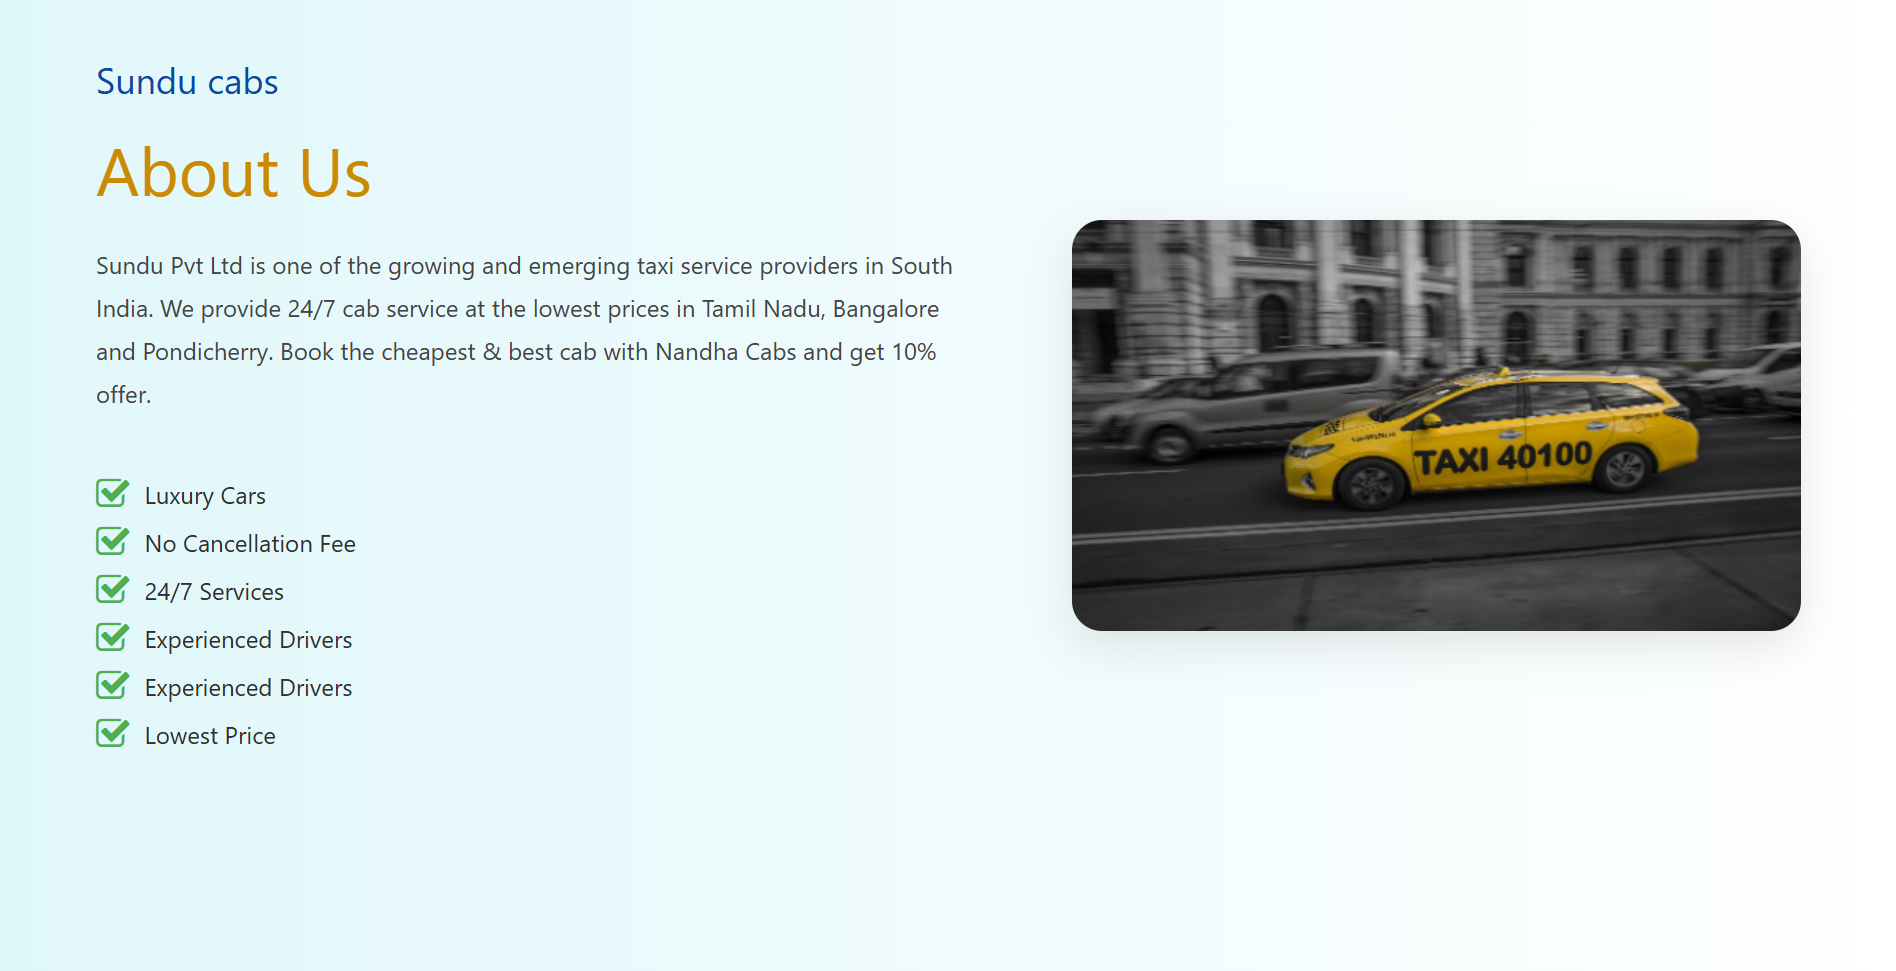 Sundu cabs
About Us
Sundu Pvt Ltd is one of the growing and emerging taxi service providers in South
India. We provide 24/7 cab service at the lowest prices in Tamil Nadu, Bangalore
and Pondicherry. Book the cheapest & best cab with Nandha Cabs and get 10%
offer.
Luxury Cars
No Cancellation Fee
24/7 Services
Experienced Drivers
Experienced Drivers
Lowest Price
TAXI 40100